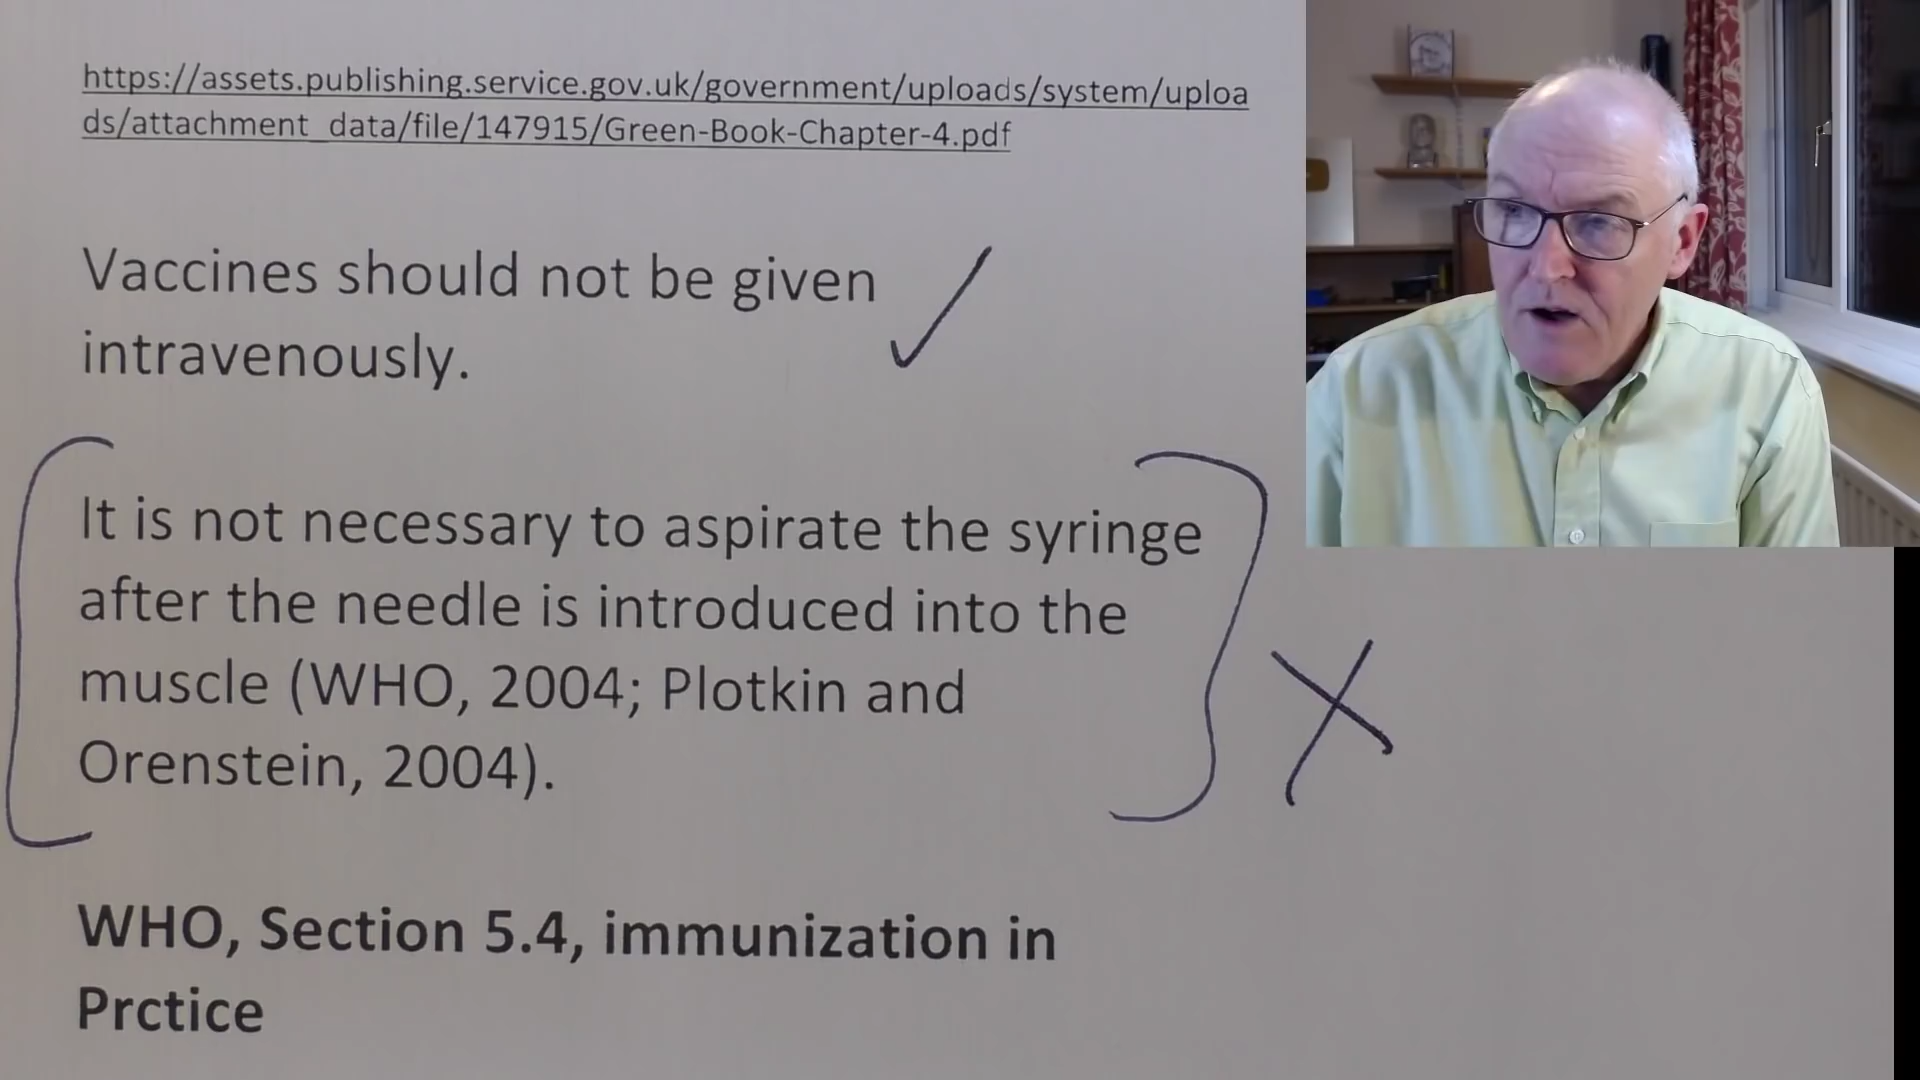 https://assets.publishing.service.gov.uk/government/uploads/system/uploa
ds/attachment_data/file/147915/Green-Book-Chapter-4.pdf
Vaccines should not be given
intravenously.
It is not necessary to aspirate the syringe
after the needle is introduced into the
muscle (WHO, 2004; Plotkin and
Orenstein, 2004).
WHO, Section 5.4, immunization in
Prctice